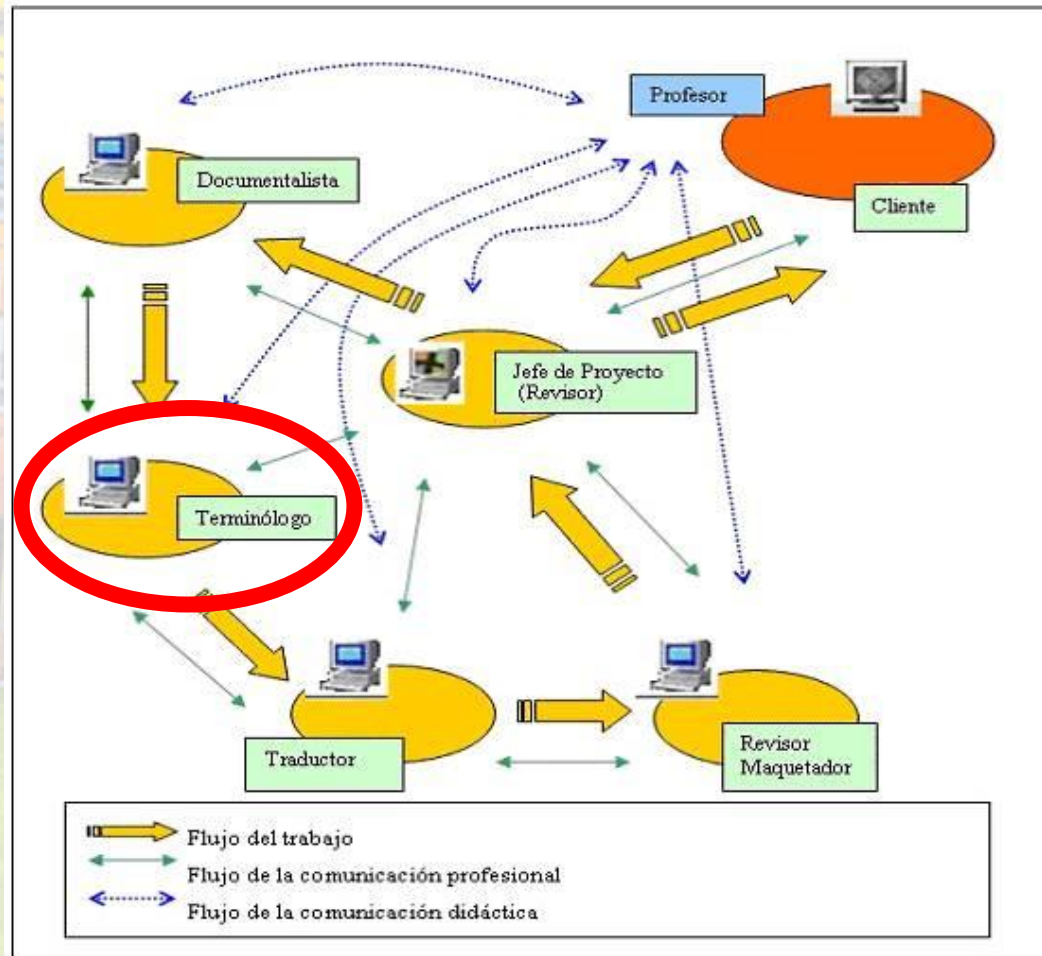 Profesor
Documentalista
Cliente
Jefe de Proyecto
(Revisor)
Terminólogo
Traductor
Revisor
Maquetador
Flujo del trabajo
Flujo de la comunicación profesional
Flujo de la comunicación didáctica